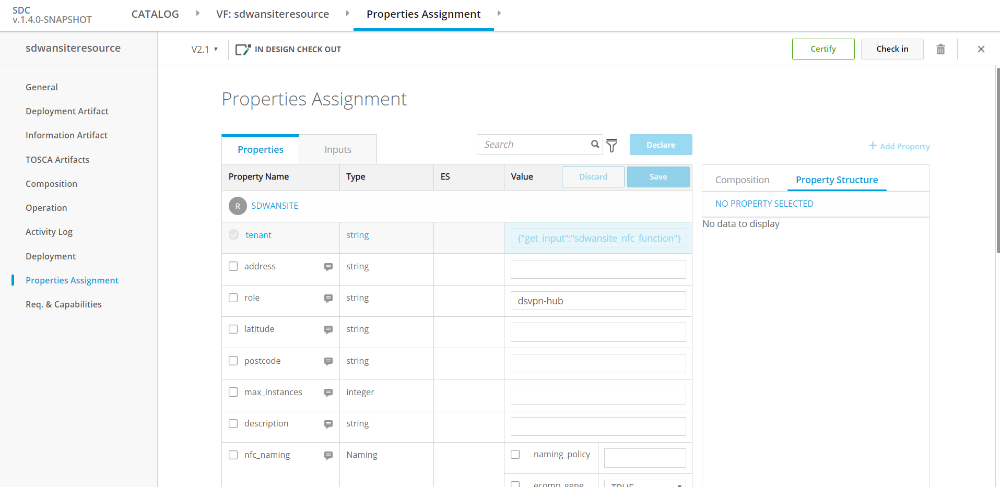 SDC
v.1.4.0-SNAPSHOT
CATALOG
VF: sdwansiteresource
Properties Assignment
sdwansiteresource
V2.1
IN DESIGN CHECK OUT
Certify
Check in
General
Deployment Artifact
Information Artifact
TOSCA Artifacts
Composition
Operation
Activity Log
Deployment
Properties Assignment
Req. & Capabilities
Properties Assignment
Properties
Inputs
Search
Declare
Add Property
Property Name
Type
ES
Value
Discard
Save
R
SDWANSITE
tenant
string
{"get_input":"sdwansite_nfc_function"}
address
string
role
string
dsvpn-hub
latitude
string
postcode
string
max_instances
integer
description
string
nfc_naming
Naming
naming_policy
ecomp_gene
TRUE
Composition
Property Structure
NO PROPERTY SELECTED
No data to display